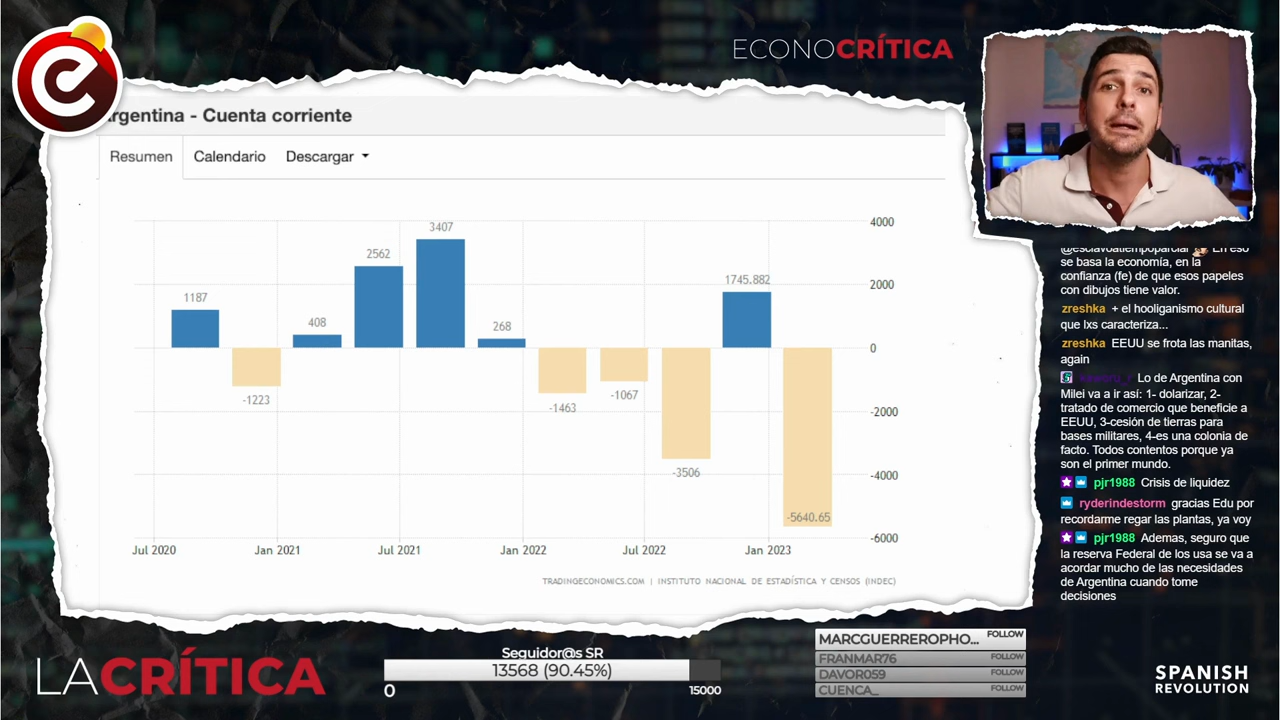 ECONOCRÍTICA
e
rgentina - Cuenta corriente
Resumen
Calendario
Descargar
4000
2000
0
-2000
-4000
-6000
1187
-1223
408
2562
3407
268
-1463
-1067
-3506
1745.882
-5640.65
Jul 2020
Jan 2021
Jul 2021
Jan 2022
Jul 2022
Jan 2023
TRADINGECONOMICS.COM | INSTITUTO NACIONAL DE ESTADÍSTICA Y CENSOS (INDEC)
@esclavoatiempoparcial En eso
se basa la economía, en la
confianza (fe) de que esos papeles
con dibujos tiene valor.
zreshka + el hooliganismo cultural
que lxs caracteriza...
zreshka EEUU se frota las manitas,
again
Lo de Argentina con
Milei va a ir así: 1- dolarizar, 2-
tratado de comercio que beneficie a
EEUU, 3-cesión de tierras para
bases militares, 4-es una colonia de
facto. Todos contentos porque ya
son el primer mundo.
pjr1988 Crisis de liquidez
ryderindestorm gracias Edu por
recordarme regar las plantas, ya voy
pjr1988 Ademas, seguro que
la reserva Federal de los usa se va a
acordar mucho de las necesidades
de Argentina cuando tome
decisiones
LACRÍTICA
Seguidor@s SR
13568 (90.45%)
0
15000
MARCGUERREROPHO... FOLLOW
FRANMAR76 FOLLOW
DAVOR059 FOLLOW
CUENCA_ FOLLOW
SPANISH
REVOLUTION